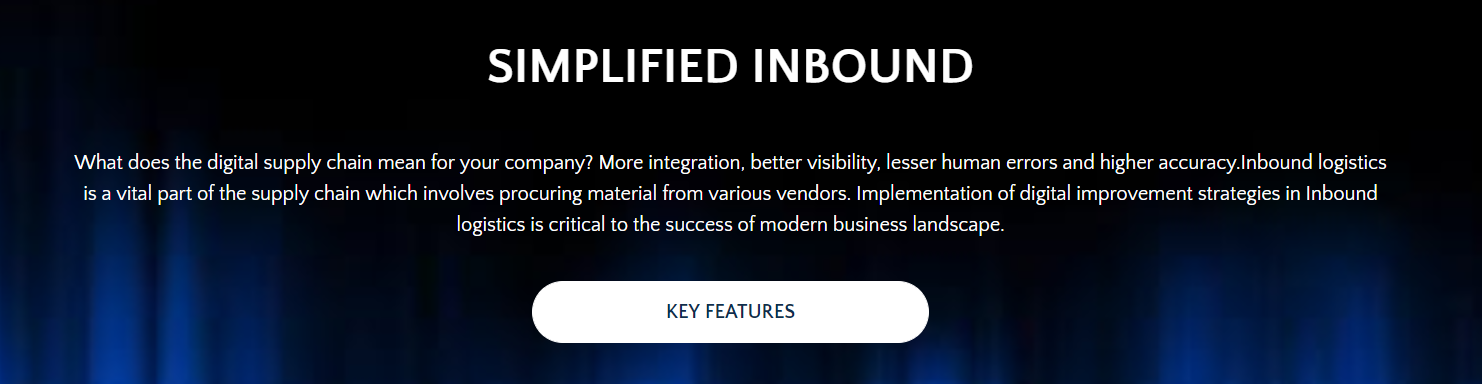 SIMPLIFIED INBOUND
What does the digital supply chain mean for your company? More integration, better visibility, lesser human errors and higher accuracy.Inbound logistics
is a vital part of the supply chain which involves procuring material from various vendors. Implementation of digital improvement strategies in Inbound
logistics is critical to the success of modern business landscape.
KEY FEATURES